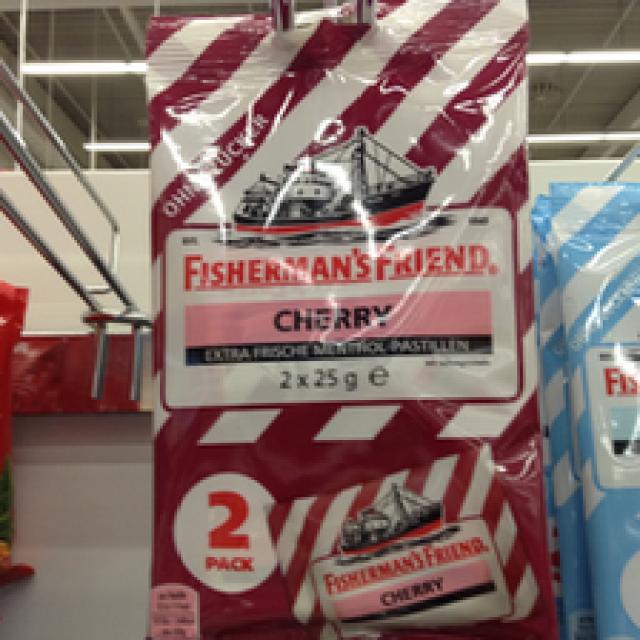 OHNE ZUCKER
FISHERMAN'S FRIEND
CHERRY
EXTRA FRISCHE MENTHOL-PASTILLEN
2 x 25 g ℮
2
PACK
FISHERMAN'S FRIEND
CHERRY